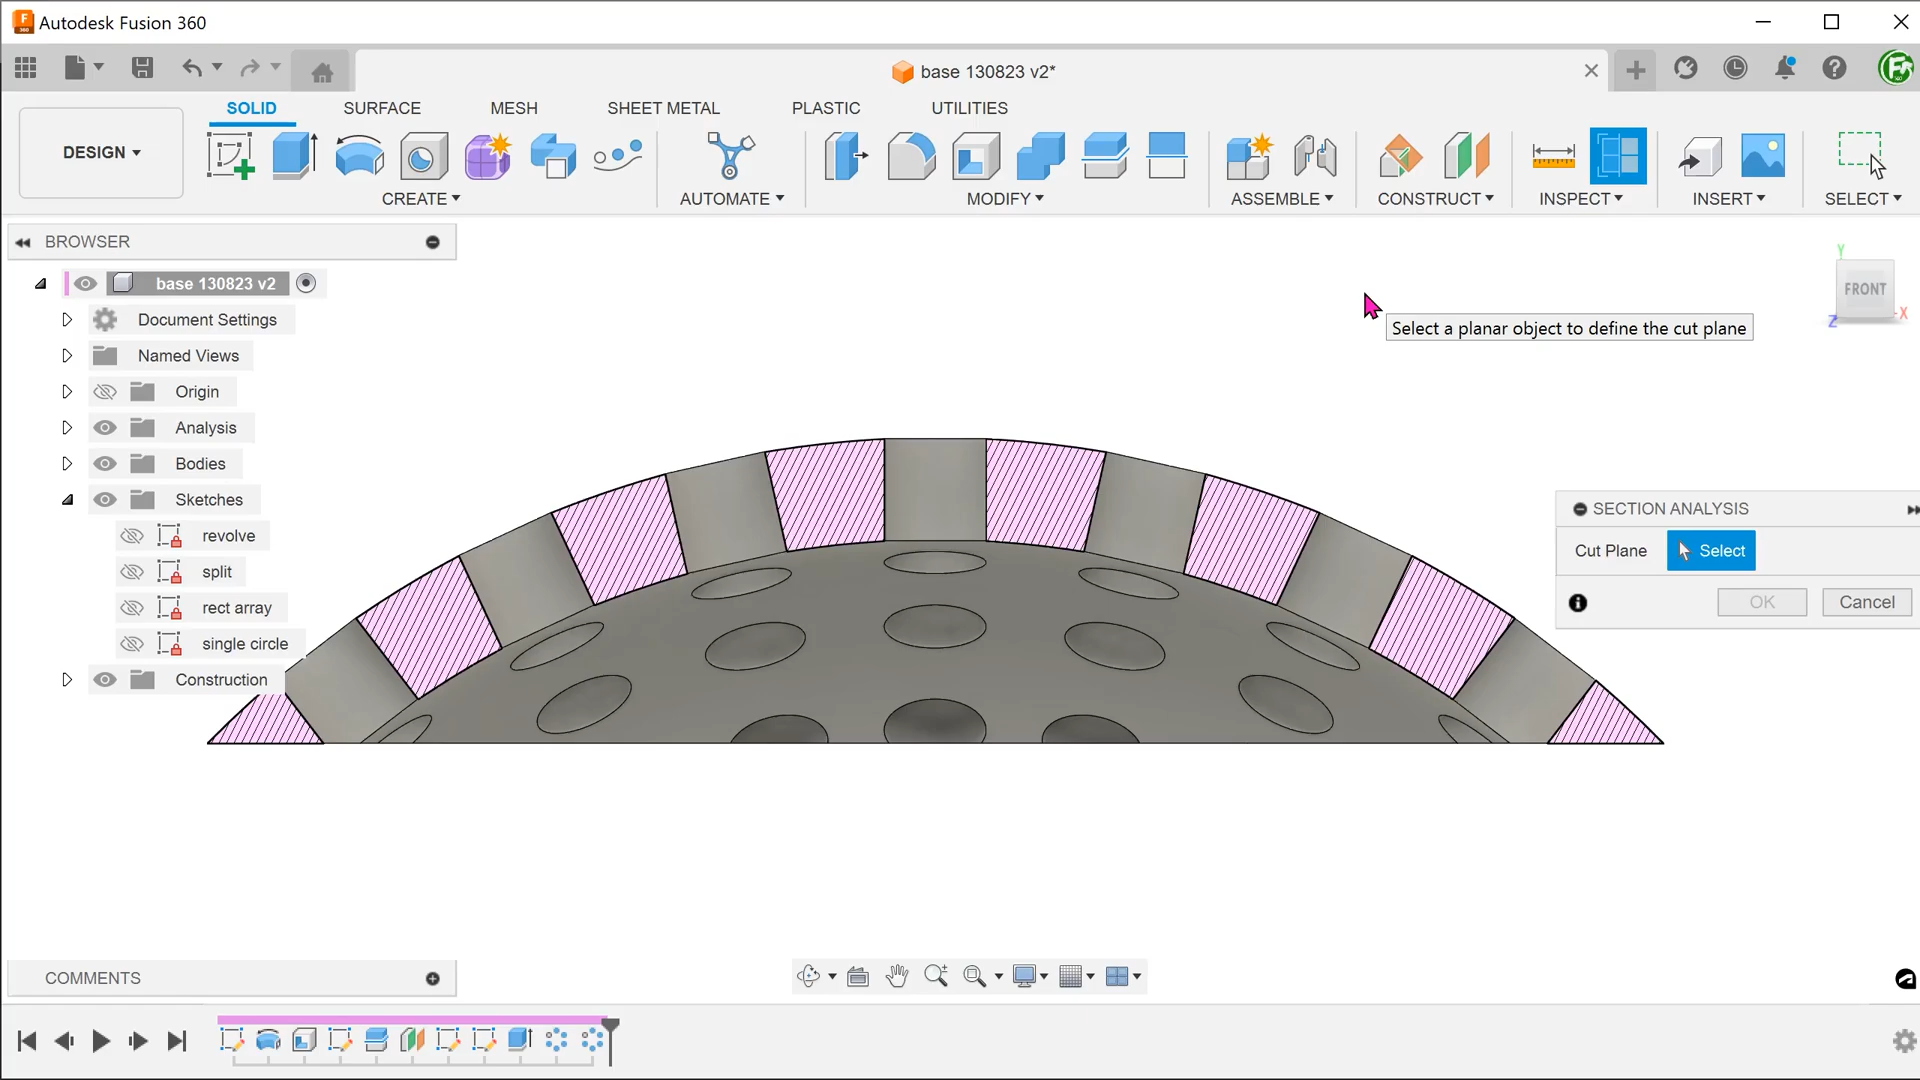 Autodesk Fusion 360
base 130823 v2*
SOLID SURFACE MESH SHEET METAL PLASTIC UTILITIES
DESIGN
CREATE AUTOMATE MODIFY ASSEMBLE CONSTRUCT INSPECT INSERT SELECT
BROWSER
base 130823 v2
Document Settings
Named Views
Origin
Analysis
Bodies
Sketches
revolve
split
rect array
single circle
Construction
Y
FRONT
X
Z
Select a planar object to define the cut plane
SECTION ANALYSIS
Cut Plane Select
OK Cancel
COMMENTS